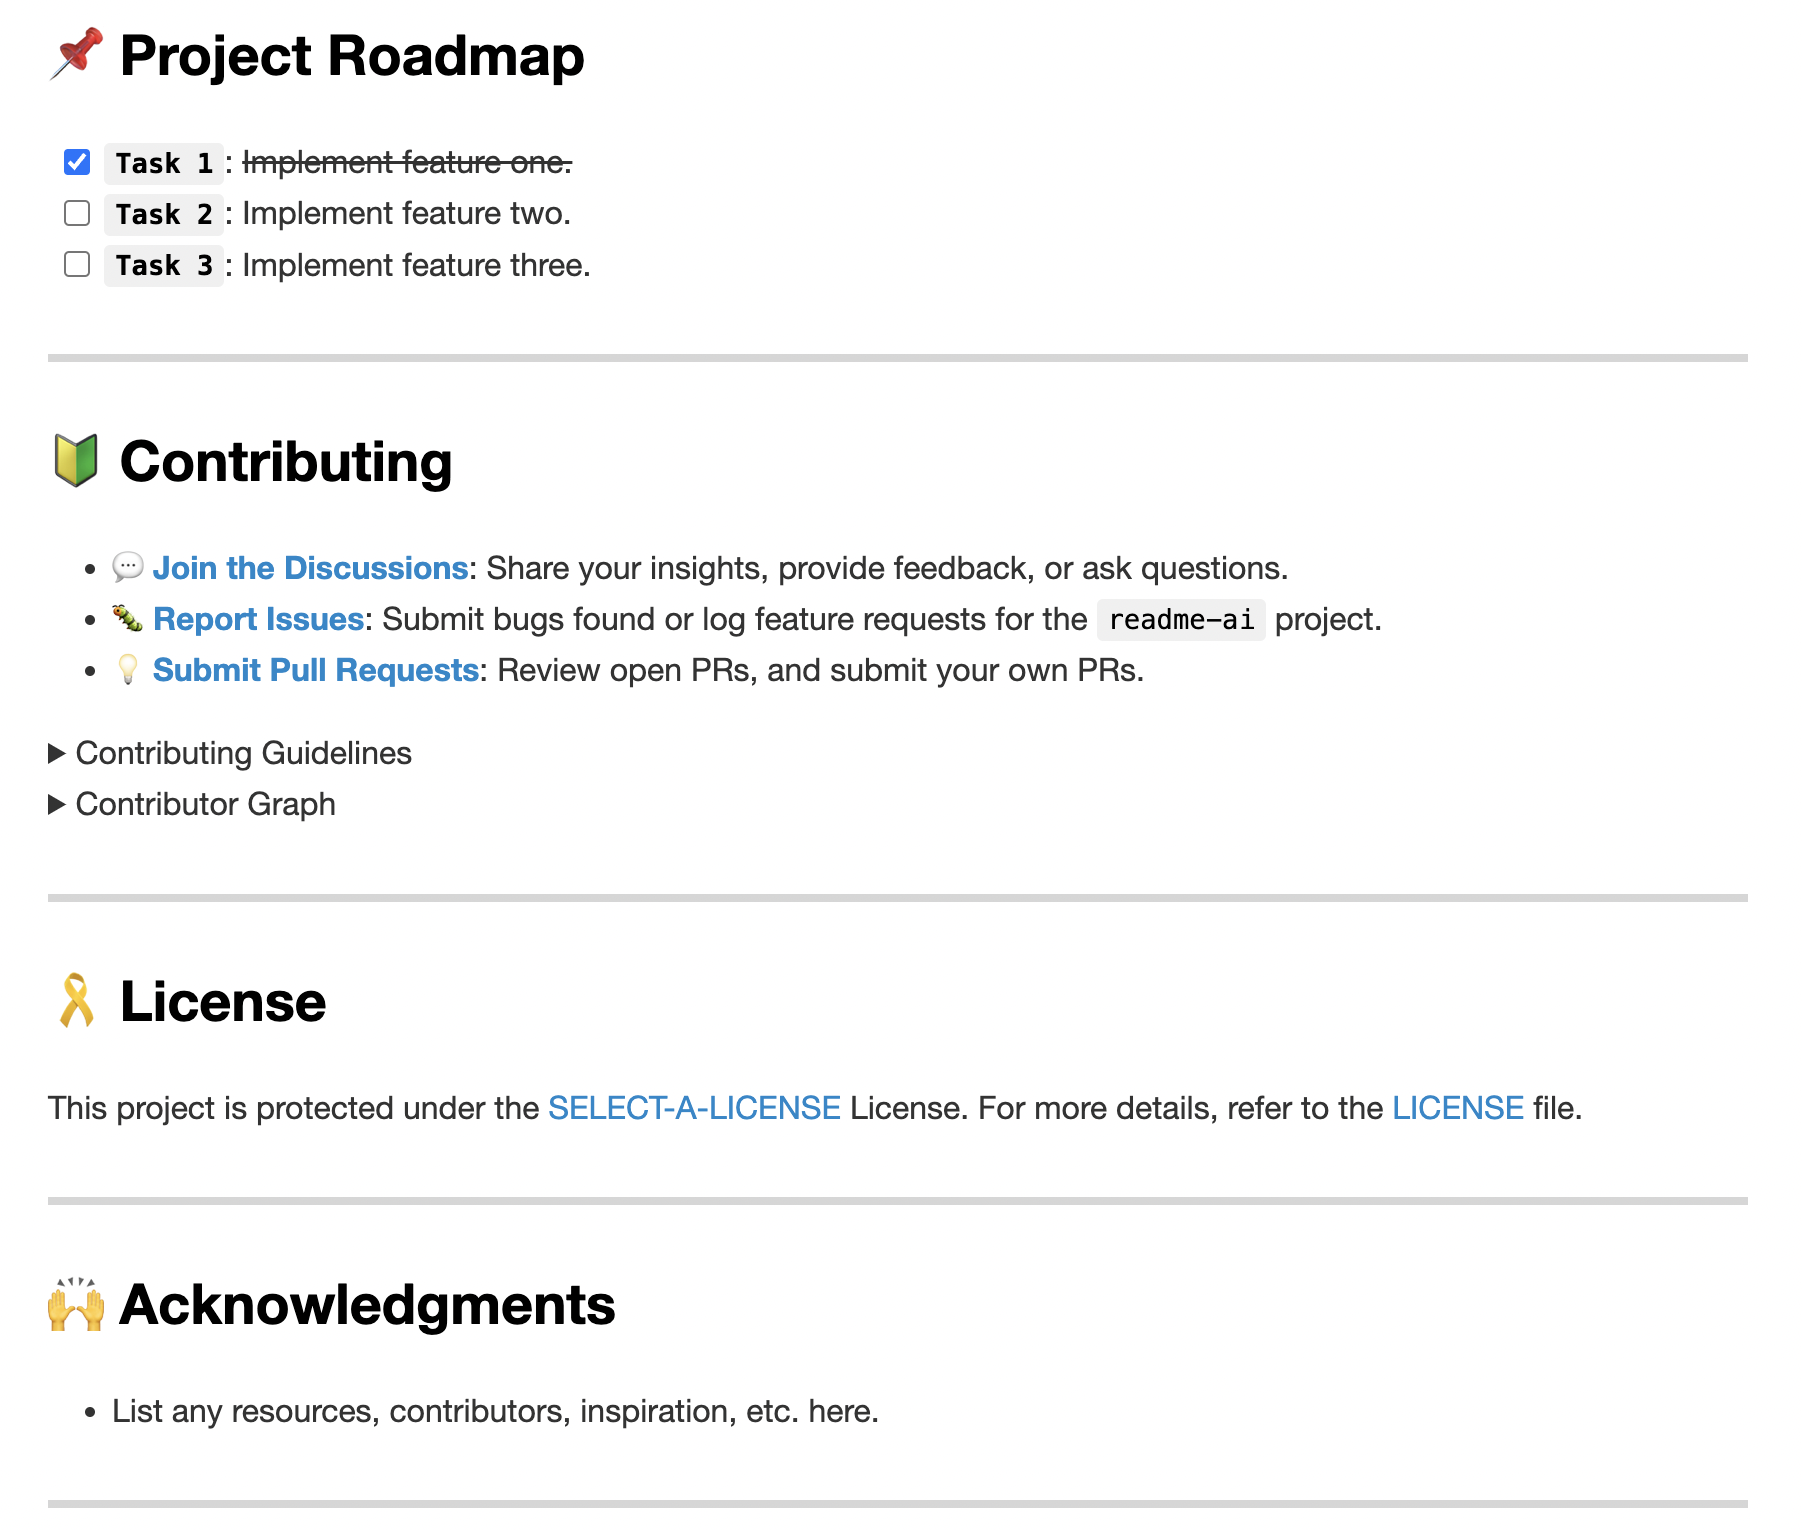 📌 Project Roadmap
Task 1: Implement feature one.
Task 2: Implement feature two.
Task 3: Implement feature three.
🔰 Contributing
• 💬 Join the Discussions: Share your insights, provide feedback, or ask questions.
• 🐛 Report Issues: Submit bugs found or log feature requests for the readme-ai project.
• 💡 Submit Pull Requests: Review open PRs, and submit your own PRs.
Contributing Guidelines
Contributor Graph
🎗 License
This project is protected under the SELECT-A-LICENSE License. For more details, refer to the LICENSE file.
🙌 Acknowledgments
• List any resources, contributors, inspiration, etc. here.